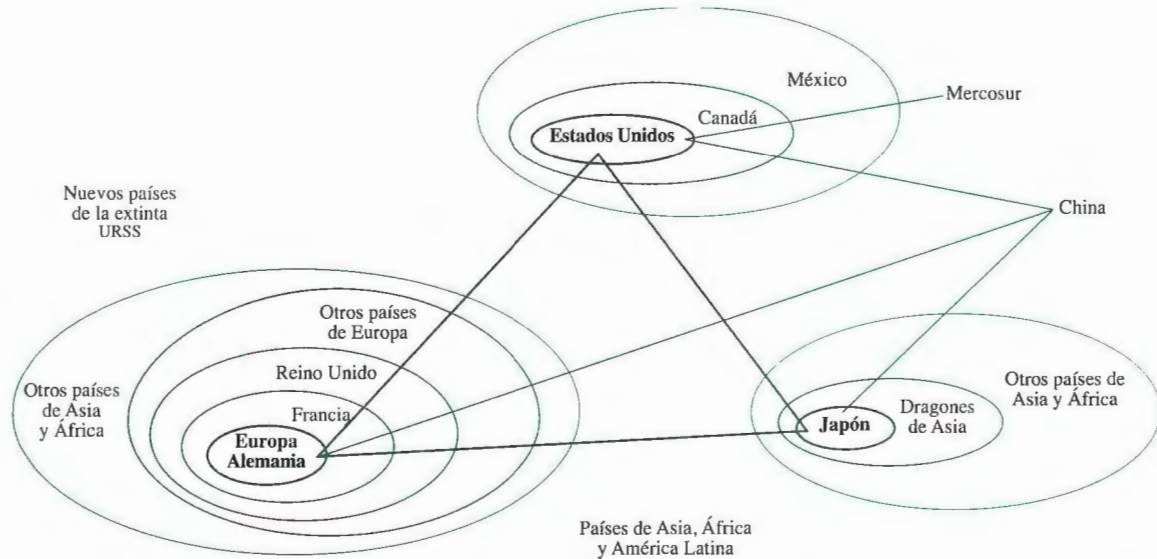 México
Mercosur
Canadá
Estados Unidos
Nuevos países
de la extinta
URSS
China
Otros países
de Europa
Reino Unido
Otros países
de Asia
y África
Francia
Europa
Alemania
Otros países de
Asia y África
Dragones
de Asia
Japón
Países de Asia, África
y América Latina